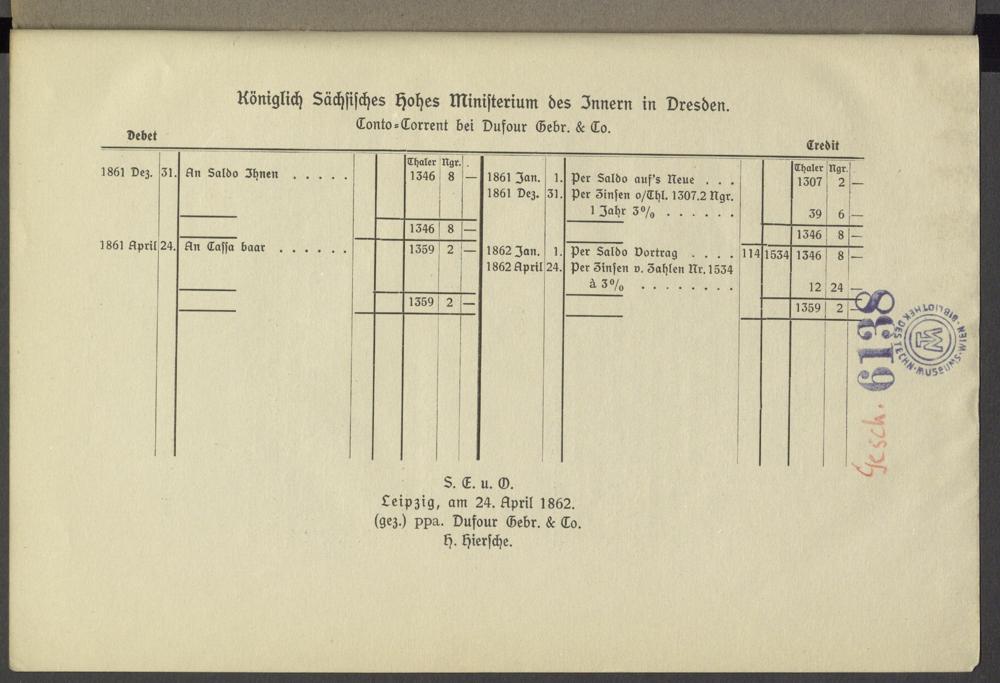 Königlich Sächsisches Hohes Ministerium des Innern in Dresden.
Conto-Corrent bei Dufour Gebr. & Co.
Debet
Credit
Thaler Ngr.
1861 Dez. 31. An Saldo Ihnen . . . . . 1346 8 —
1346 8 —
1861 April 24. An Cassa baar . . . . . . 1359 2 —
1359 2 —
Thaler Ngr.
1861 Jan. 1. Per Saldo auf's Neue . . . 1307 2 —
1861 Dez. 31. Per Zinsen o/Thl. 1307.2 Ngr.
1 Jahr 3% . . . . . . 39 6 —
1346 8 —
1862 Jan. 1. Per Saldo Vortrag . . . . 114 1534 1346 8 —
1862 April 24. Per Zinsen v. Zahlen Nr. 1534
à 3% . . . . . . . . 12 24 —
1359 2 —
S. E. u. O.
Leipzig, am 24. April 1862.
(gez.) ppa. Dufour Gebr. & Co.
H. Hiersche.
Gesch. 6138
BIBLIOTHEK DES TECHN. MUSEUMS·WIEN·
TMW